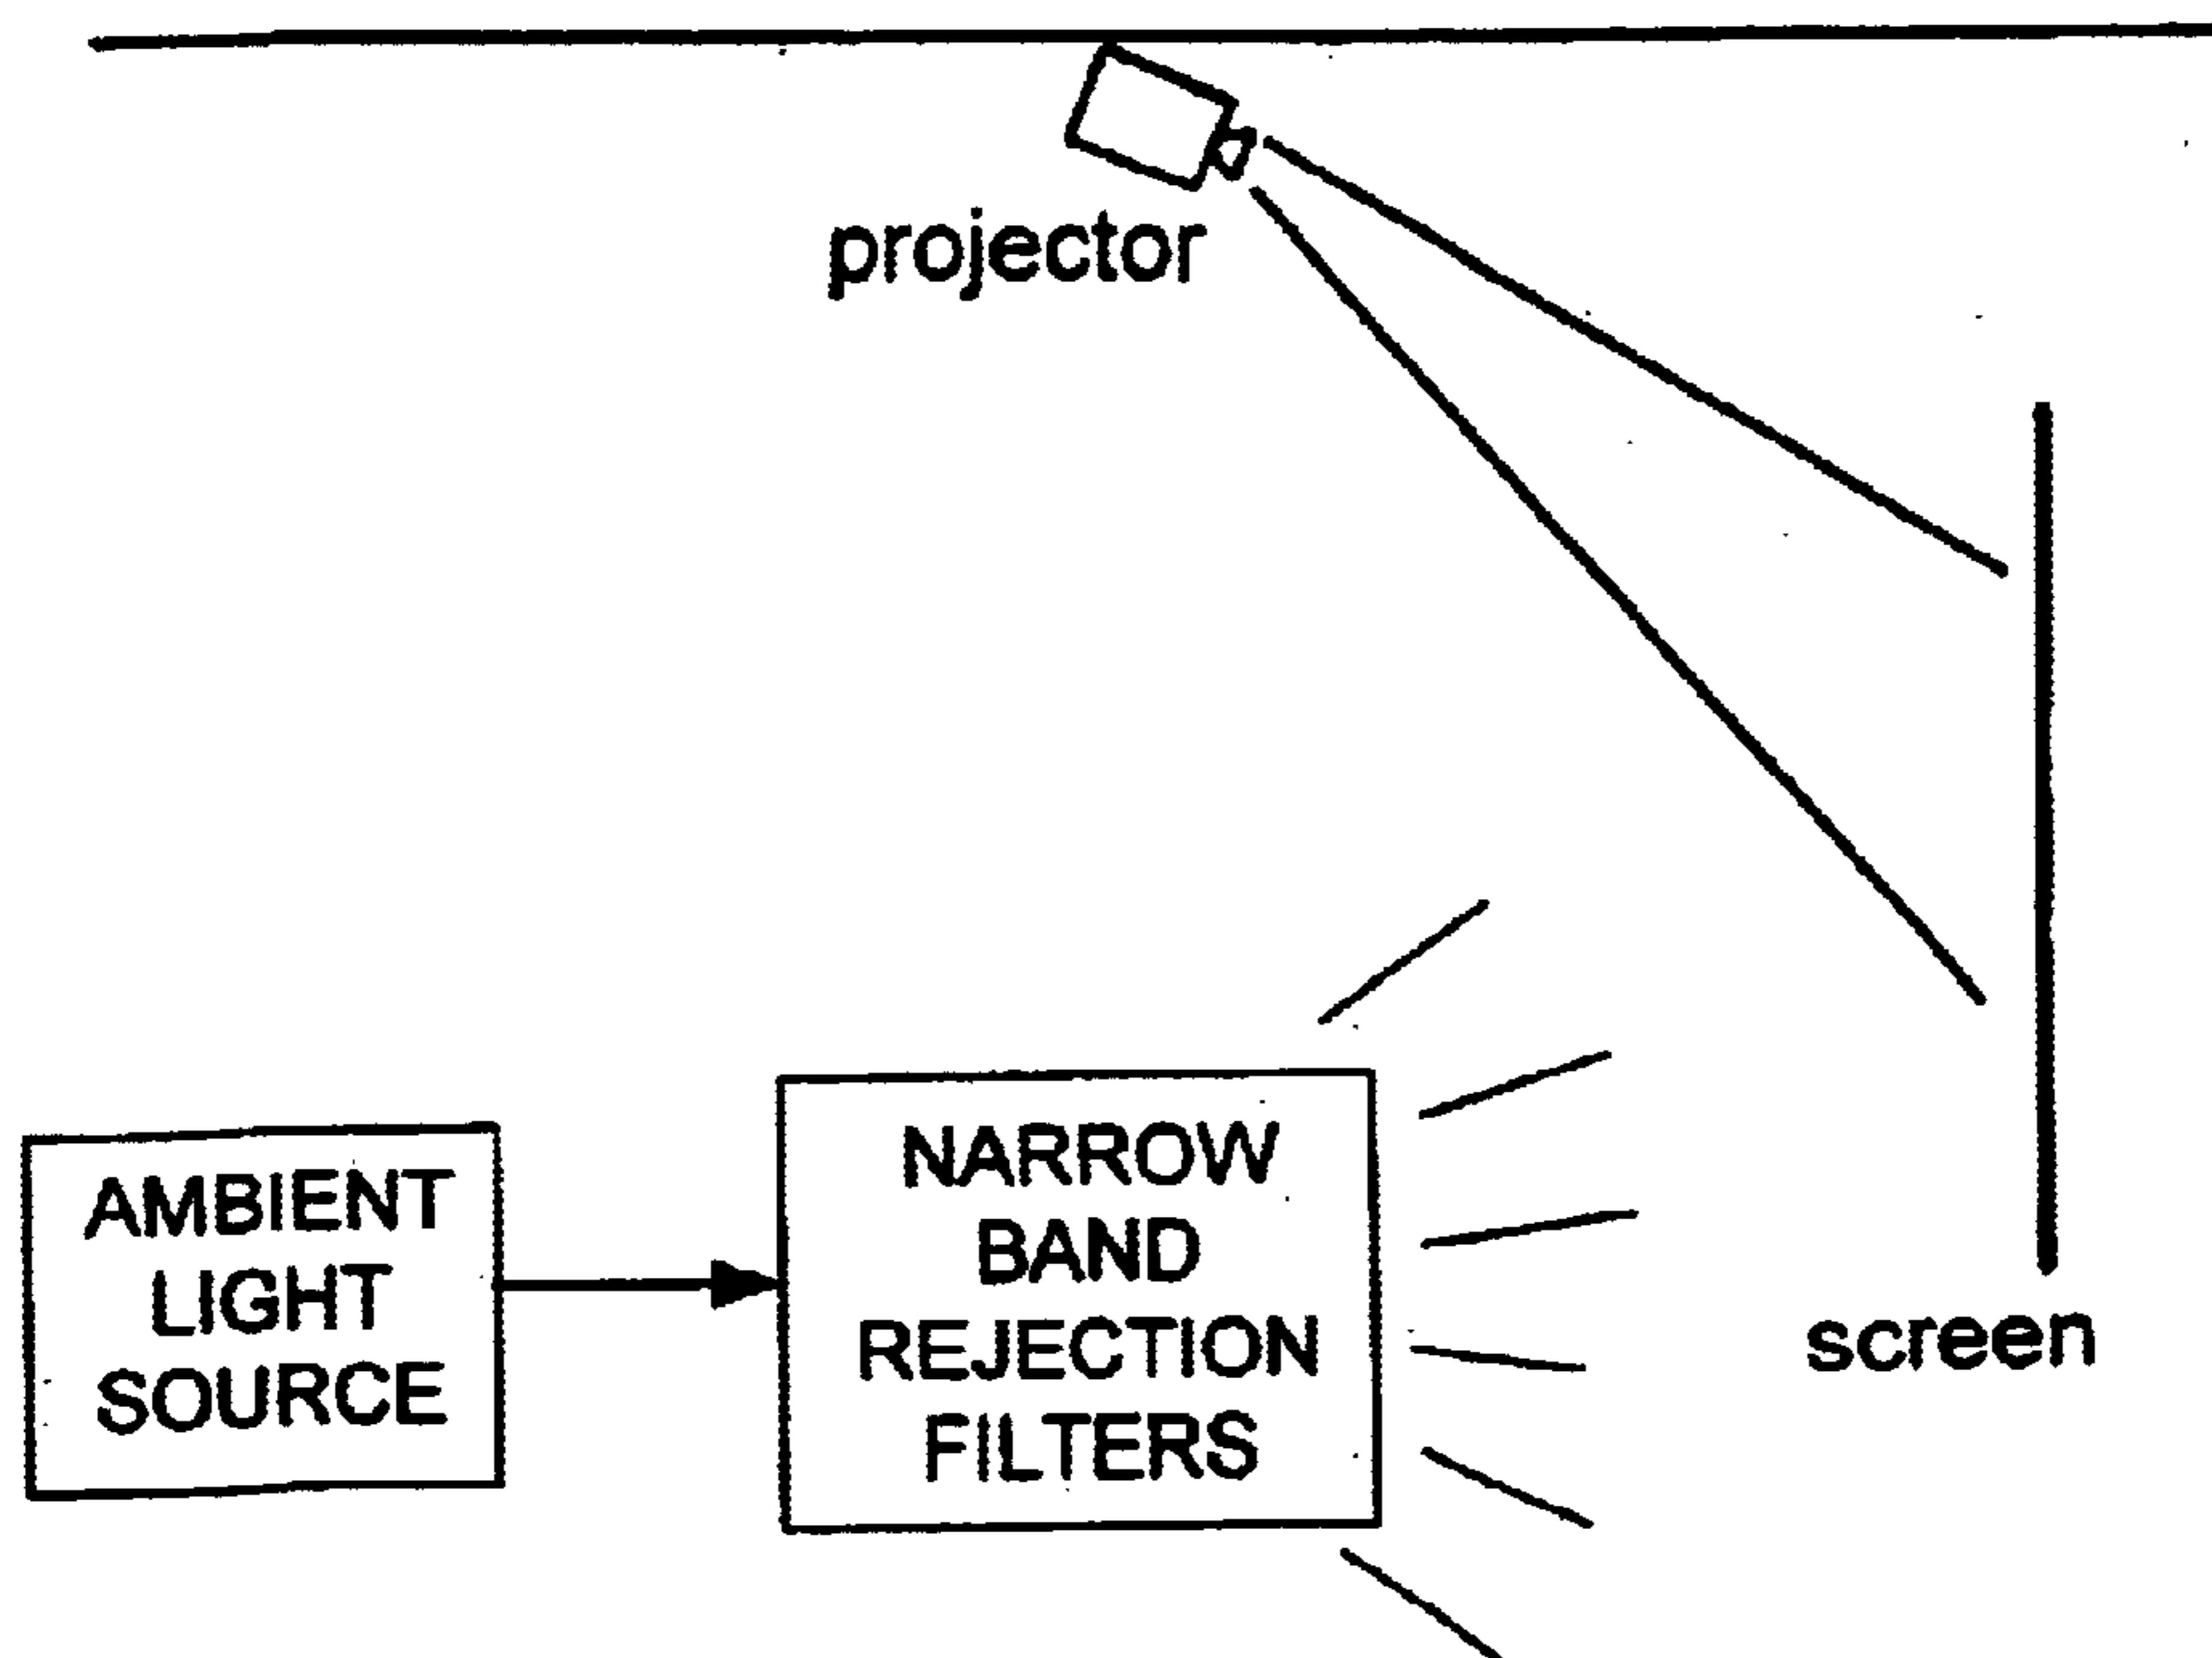 projector
AMBIENT
LIGHT
SOURCE
NARROW
BAND
REJECTION
FILTERS
screen